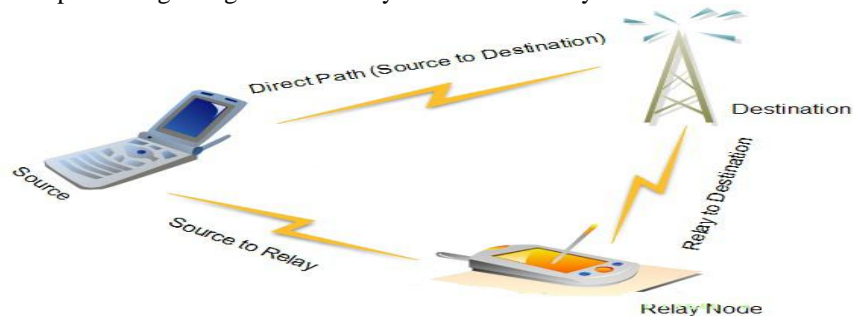 Direct Path (Source to Destination)
Destination
Source
Source to Relay
Relay to Destination
Relay Node